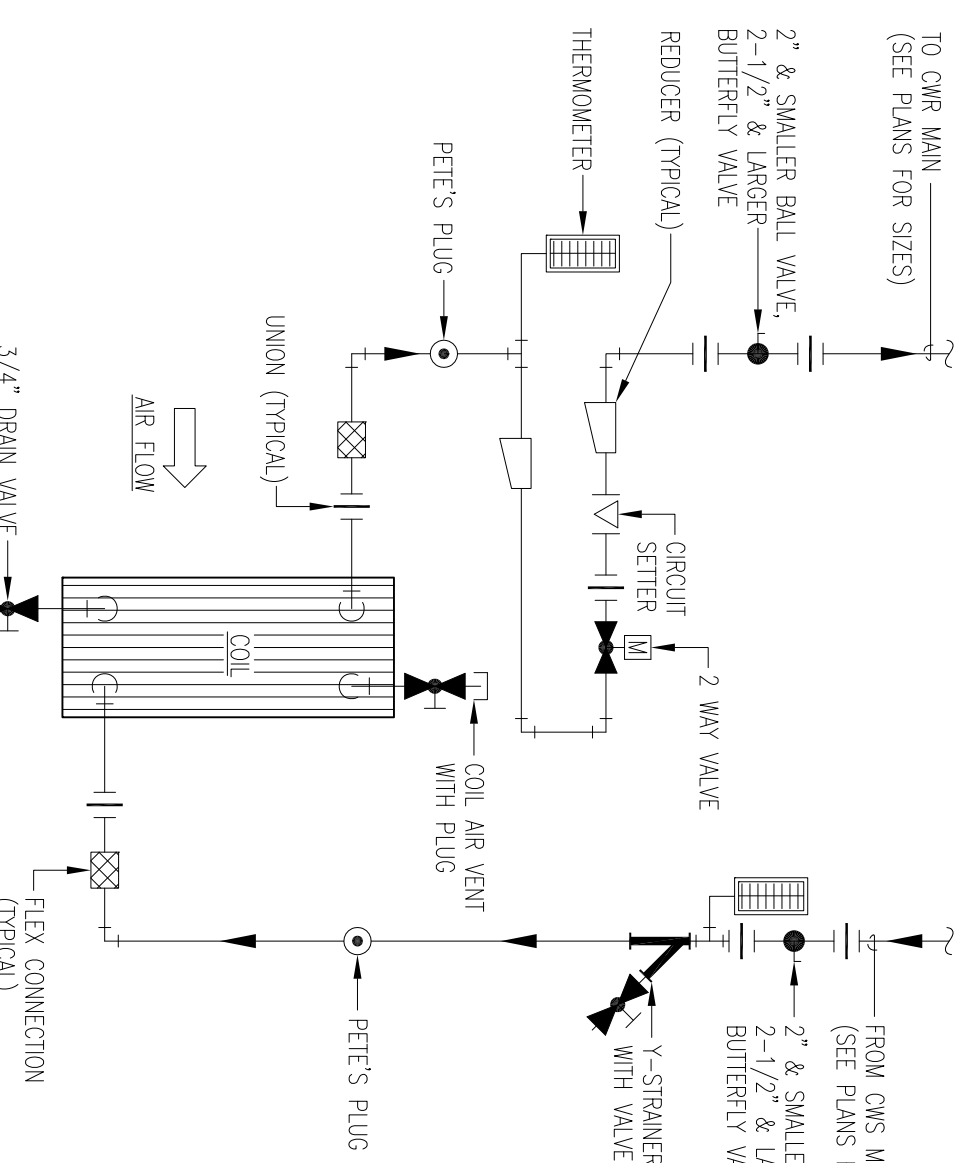 TO CWR MAIN
(SEE PLANS FOR SIZES)
2" & SMALLER BALL VALVE,
2-1/2" & LARGER
BUTTERFLY VALVE
REDUCER (TYPICAL)
THERMOMETER
PETE'S PLUG
UNION (TYPICAL)
AIR FLOW
3/4" DRAIN VALVE
CIRCUIT
SETTER
M
2 WAY VALVE
COIL
COIL AIR VENT
WITH PLUG
FROM CWS
(SEE PLANS
2" & SMALLE
2-1/2" & LA
BUTTERFLY VA
Y-STRAINER
WITH VALVE
PETE'S PLUG
FLEX CONNECTION
(TYPICAL)